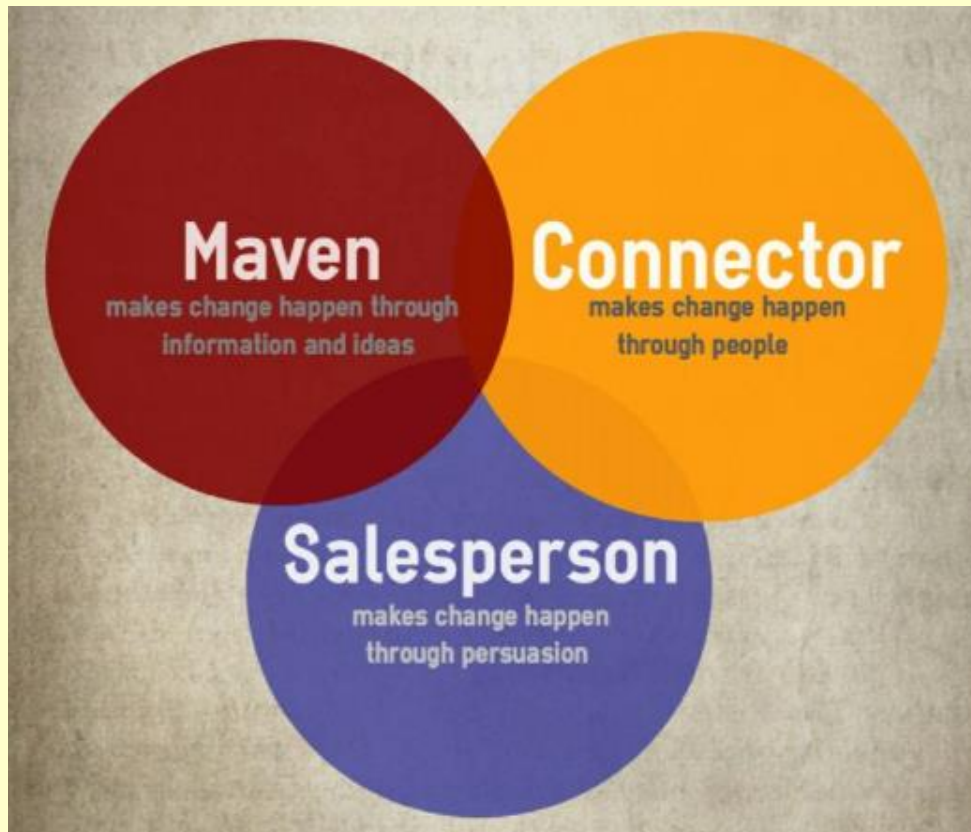 Maven
makes change happen through
information and ideas
Connector
makes change happen
through people
Salesperson
makes change happen
through persuasion